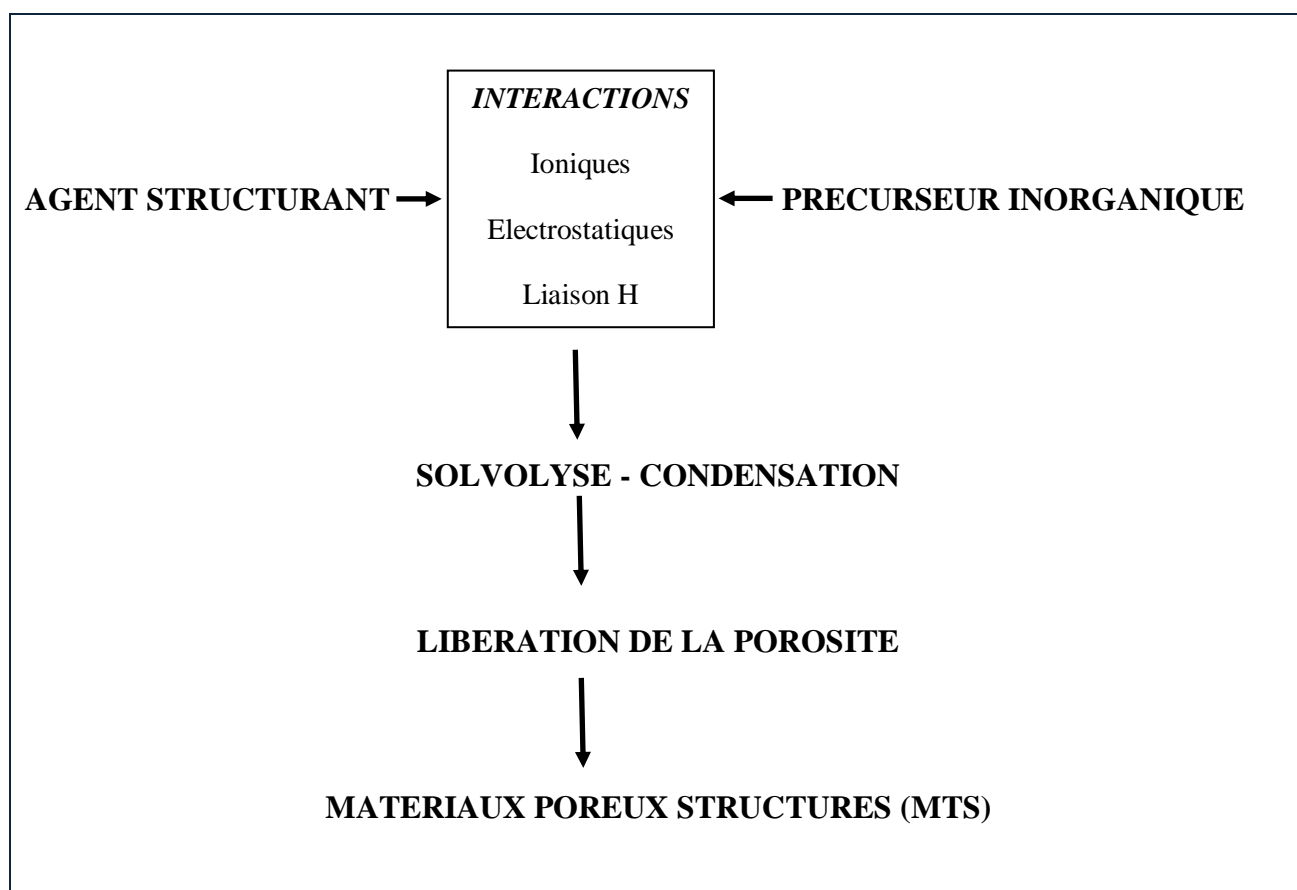 INTERACTIONS
Ioniques
AGENT STRUCTURANT
PRECURSEUR INORGANIQUE
Electrostatiques
Liaison H
SOLVOLYSE - CONDENSATION
LIBERATION DE LA POROSITE
MATERIAUX POREUX STRUCTURES (MTS)